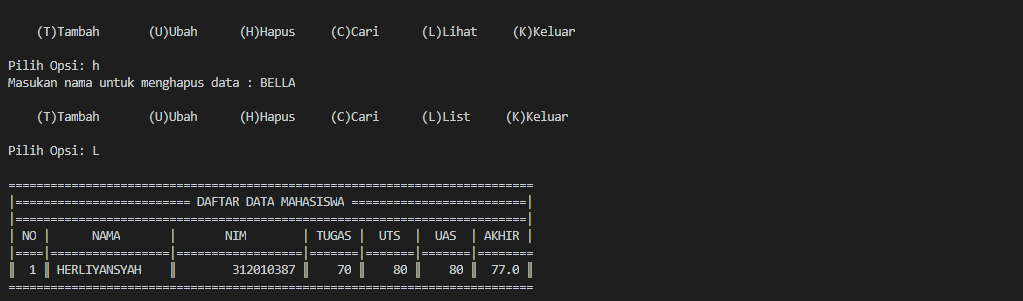 (T)Tambah (U)Ubah (H)Hapus (C)Cari (L)Lihat (K)Keluar
Pilih Opsi: h
Masukan nama untuk menghapus data : BELLA
(T)Tambah (U)Ubah (H)Hapus (C)Cari (L)List (K)Keluar
Pilih Opsi: L
===========================================================================
|========================= DAFTAR DATA MAHASISWA =========================|
|=========================================================================|
| NO | NAMA | NIM | TUGAS | UTS | UAS | AKHIR |
|====|=================|==================|=======|=======|=======|========
║ 1 ║ HERLIYANSYAH ║ 312010387 ║ 70 ║ 80 ║ 80 ║ 77.0 ║
===========================================================================